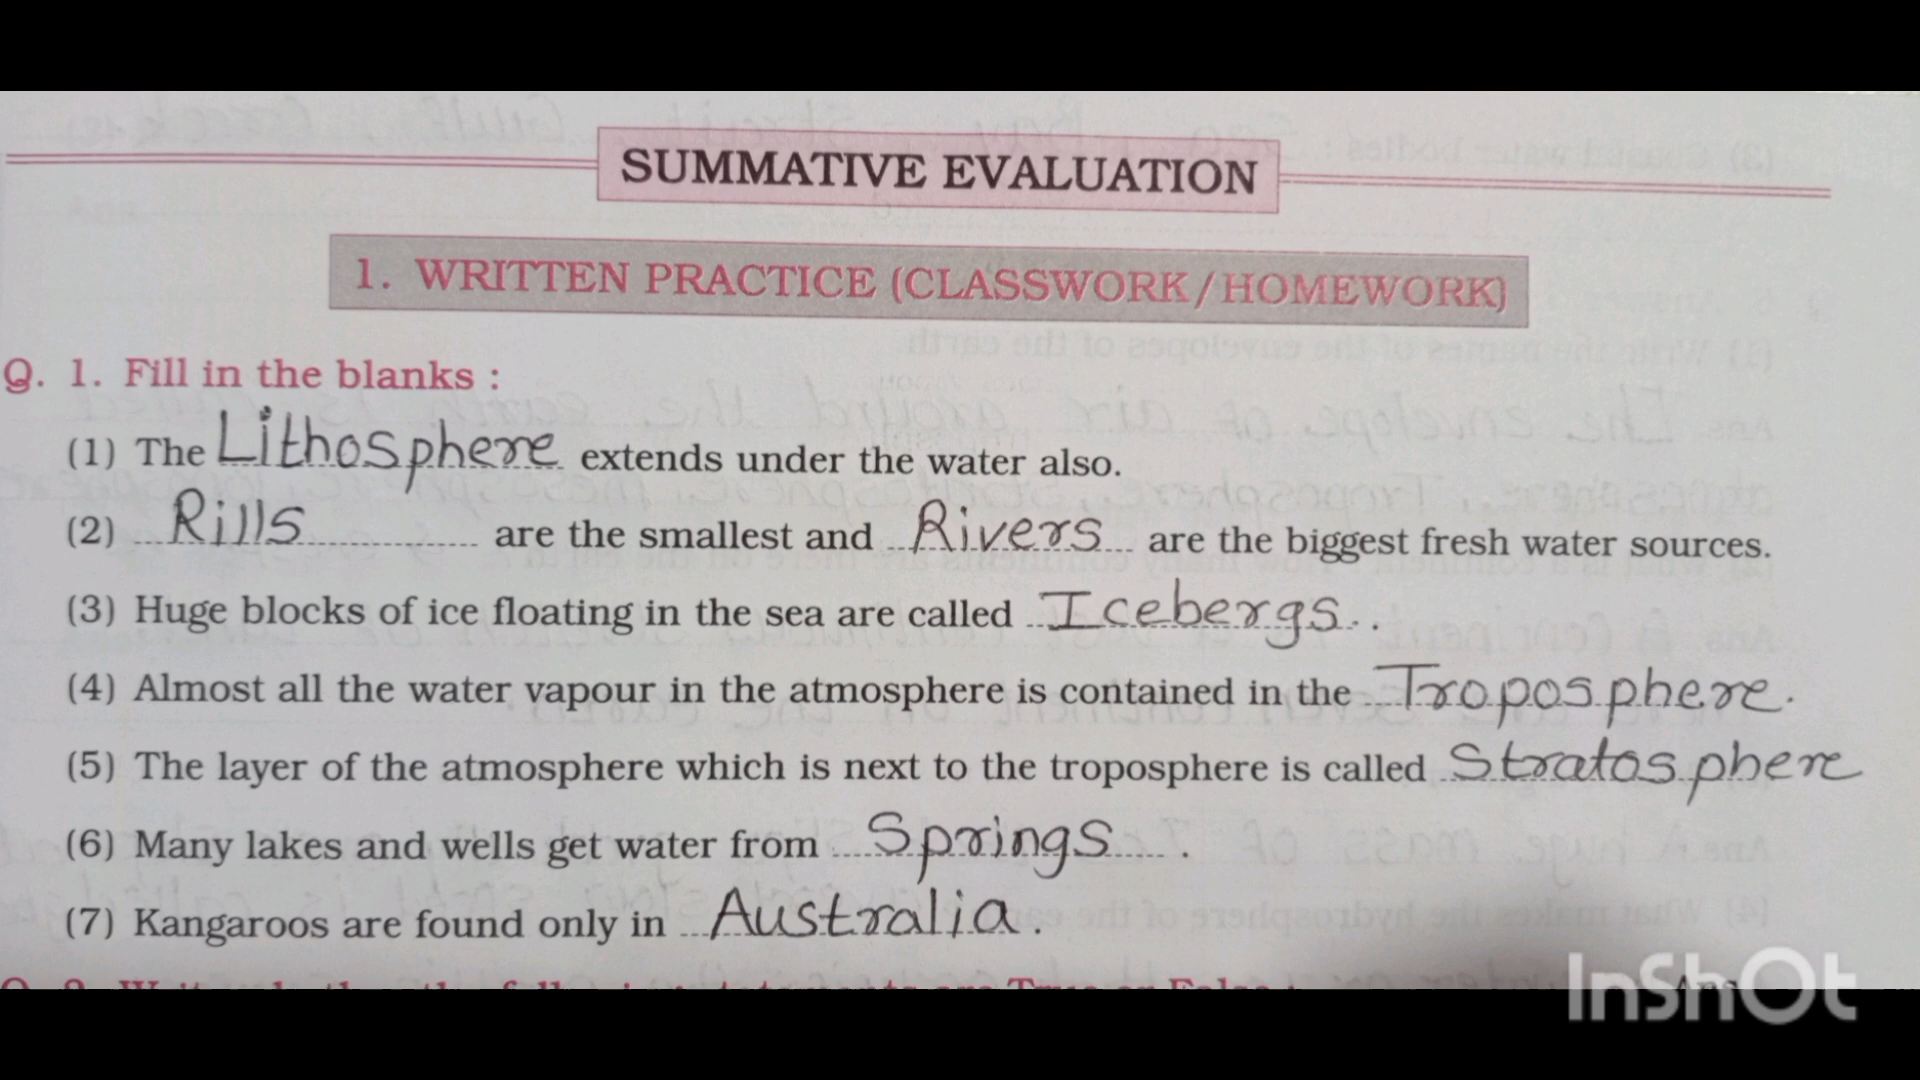 SUMMATIVE EVALUATION
1. WRITTEN PRACTICE (CLASSWORK/HOMEWORK)
Q. 1. Fill in the blanks :
(1) The Lithosphere extends under the water also.
(2) Rills are the smallest and Rivers are the biggest fresh water sources.
(3) Huge blocks of ice floating in the sea are called Icebergs.
(4) Almost all the water vapour in the atmosphere is contained in the Troposphere.
(5) The layer of the atmosphere which is next to the troposphere is called Stratosphere
(6) Many lakes and wells get water from Springs.
(7) Kangaroos are found only in Australia.
InShOt